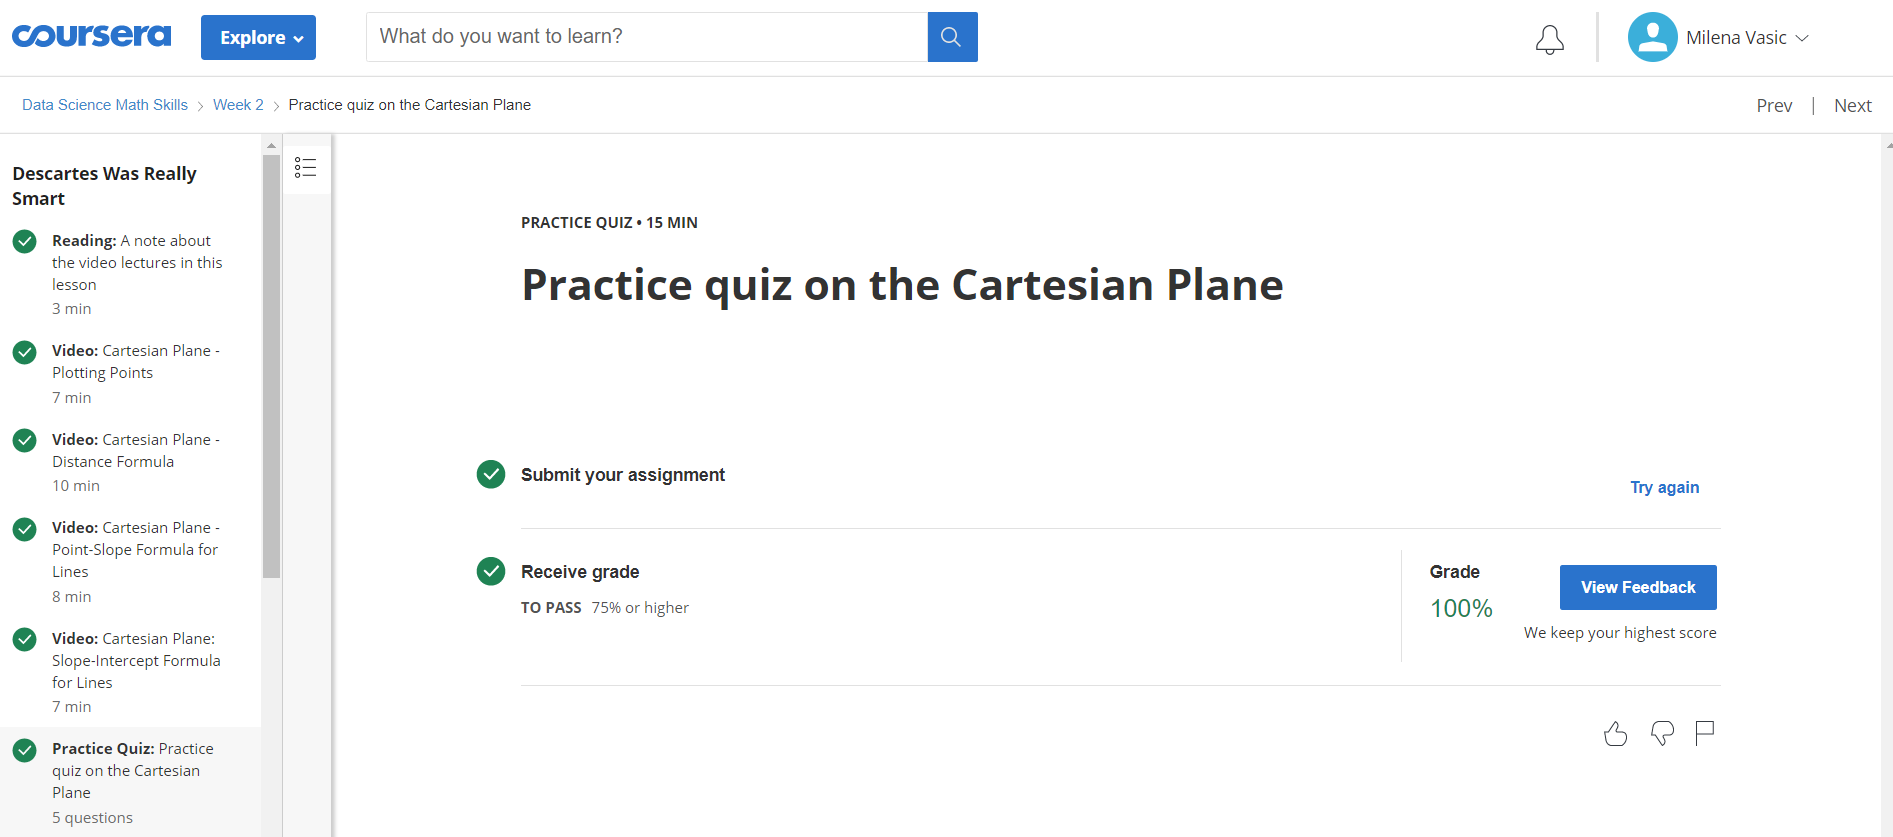 coursera
Explore
What do you want to learn?
Milena Vasic
Data Science Math Skills
Week 2
Practice quiz on the Cartesian Plane
Prev | Next
Descartes Was Really
Smart
Reading: A note about
the video lectures in this
lesson
3 min
Video: Cartesian Plane -
Plotting Points
7 min
Video: Cartesian Plane -
Distance Formula
10 min
Video: Cartesian Plane -
Point-Slope Formula for
Lines
8 min
Video: Cartesian Plane:
Slope-Intercept Formula
for Lines
7 min
Practice Quiz: Practice
quiz on the Cartesian
Plane
5 questions
PRACTICE QUIZ • 15 MIN
Practice quiz on the Cartesian Plane
Submit your assignment
Try again
Receive grade
TO PASS 75% or higher
Grade
100%
View Feedback
We keep your highest score